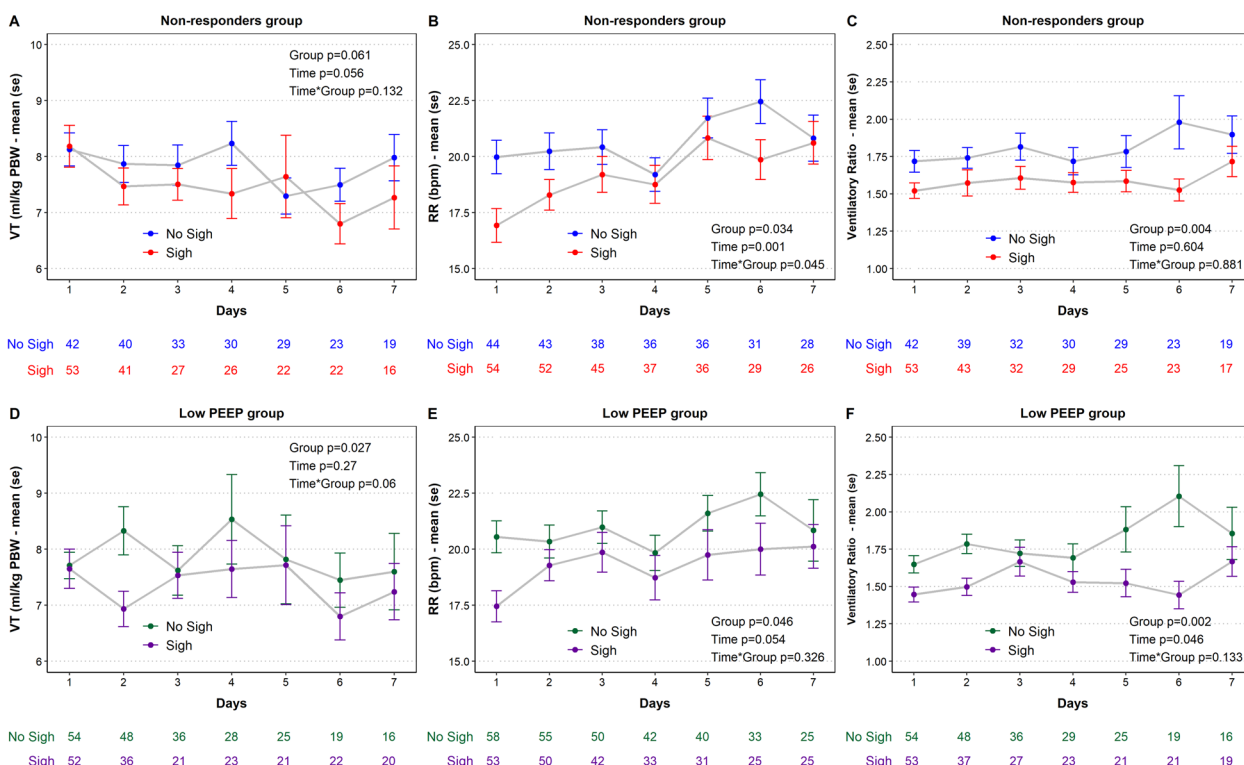 A Non-responders group
VT (ml/kg PBW - mean (se)
10
9
8
7
6
Group p=0.061
Time p=0.056
Time*Group p=0.132
No Sigh
Sigh
1 2 3 4 5 6 7
Days
No Sigh 42 40 33 30 29 23 19
Sigh 53 41 27 26 22 22 16
B Non-responders group
RR (bpm) - mean (se)
25.0
22.5
20.0
17.5
15.0
No Sigh
Sigh
Group p=0.034
Time p=0.001
Time*Group p=0.045
1 2 3 4 5 6 7
Days
44 43 38 36 36 31 28
54 52 45 37 36 29 26
No Sigh
Sigh
C Non-responders group
Ventilatory Ratio - mean (se)
2.50
2.25
2.00
1.75
1.50
1.25
1.00
No Sigh
Sigh
Group p=0.004
Time p=0.604
Time*Group p=0.881
1 2 3 4 5 6 7
Days
No Sigh 42 39 32 30 29 23 19
Sigh 53 43 32 29 25 23 17
D Low PEEP group
VT (ml/kg PBW - mean (se)
10
9
8
7
6
Group p=0.027
Time p=0.27
Time*Group p=0.06
No Sigh
Sigh
1 2 3 4 5 6 7
Days
No Sigh 54 48 36 28 25 19 16
Sigh 52 36 21 23 21 22 20
E Low PEEP group
RR (bpm) - mean (se)
25.0
22.5
20.0
17.5
15.0
No Sigh
Sigh
Group p=0.046
Time p=0.054
Time*Group p=0.326
1 2 3 4 5 6 7
Days
No Sigh 58 55 50 42 40 33 25
Sigh 53 50 42 33 31 25 25
F Low PEEP group
Ventilatory Ratio - mean (se)
2.50
2.25
2.00
1.75
1.50
1.25
1.00
No Sigh
Sigh
Group p=0.002
Time p=0.046
Time*Group p=0.133
1 2 3 4 5 6 7
Days
No Sigh 54 48 36 29 25 19 16
Sigh 53 37 27 23 21 21 19